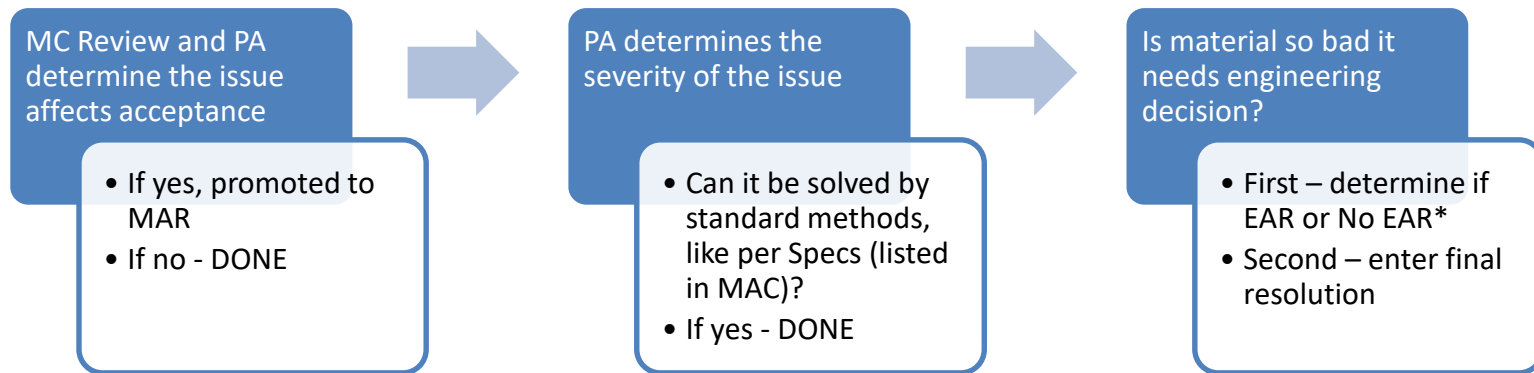 MC Review and PA
determine the issue
affects acceptance
• If yes, promoted to
MAR
• If no - DONE
PA determines the
severity of the issue
• Can it be solved by
standard methods,
like per Specs (listed
in MAC)?
• If yes - DONE
Is material so bad it
needs engineering
decision?
• First – determine if
EAR or No EAR*
• Second – enter final
resolution